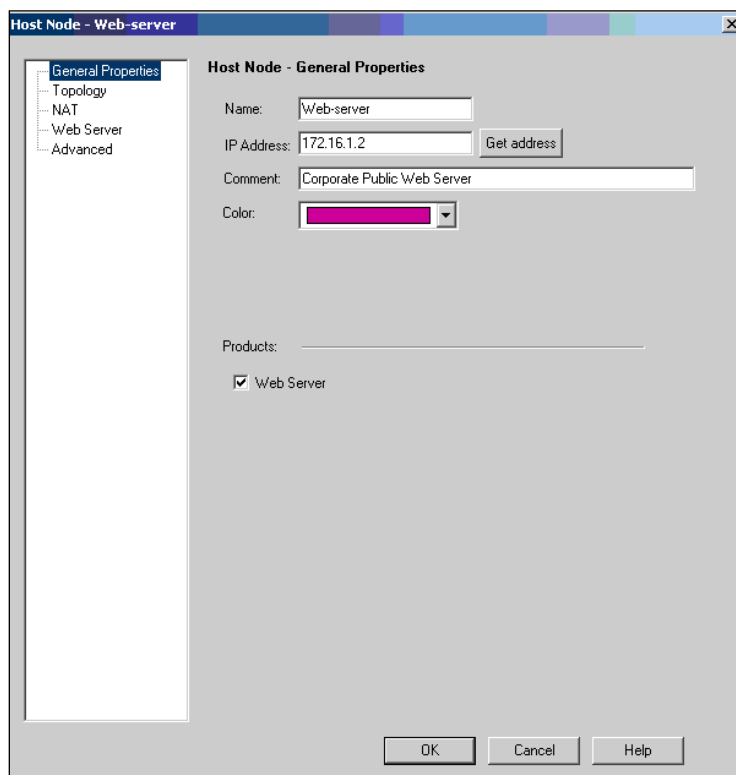 Host Node - Web-server
General Properties
Topology
NAT
Web Server
Advanced
Host Node - General Properties
Name: Web-server
IP Address: 172.16.1.2 Get address
Comment: Corporate Public Web Server
Color:
Products:
Web Server
OK Cancel Help